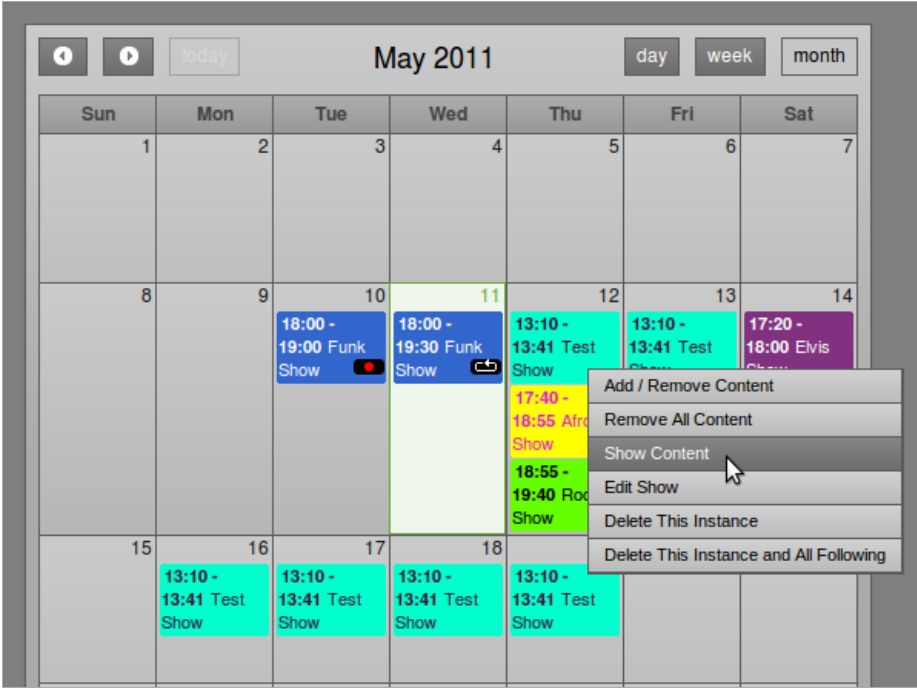 today May 2011 day week month
Sun Mon Tue Wed Thu Fri Sat
1 2 3 4 5 6 7
8 9 10 11 12 13 14
18:00 -
19:00 Funk
Show
18:00 -
19:30 Funk
Show
13:10 -
13:41 Test
Show
17:40 -
18:55
Show
18:55 -
19:40
Show
13:10 -
13:41 Test
17:20 -
18:00 Elvis
Add / Remove Content
Remove All Content
Show Content
Edit Show
Delete This Instance
Delete This Instance and All Following
15 16 17 18
13:10 -
13:41 Test
Show
13:10 -
13:41 Test
Show
13:10 -
13:41 Test
Show
13:10 -
13:41 Test
Show